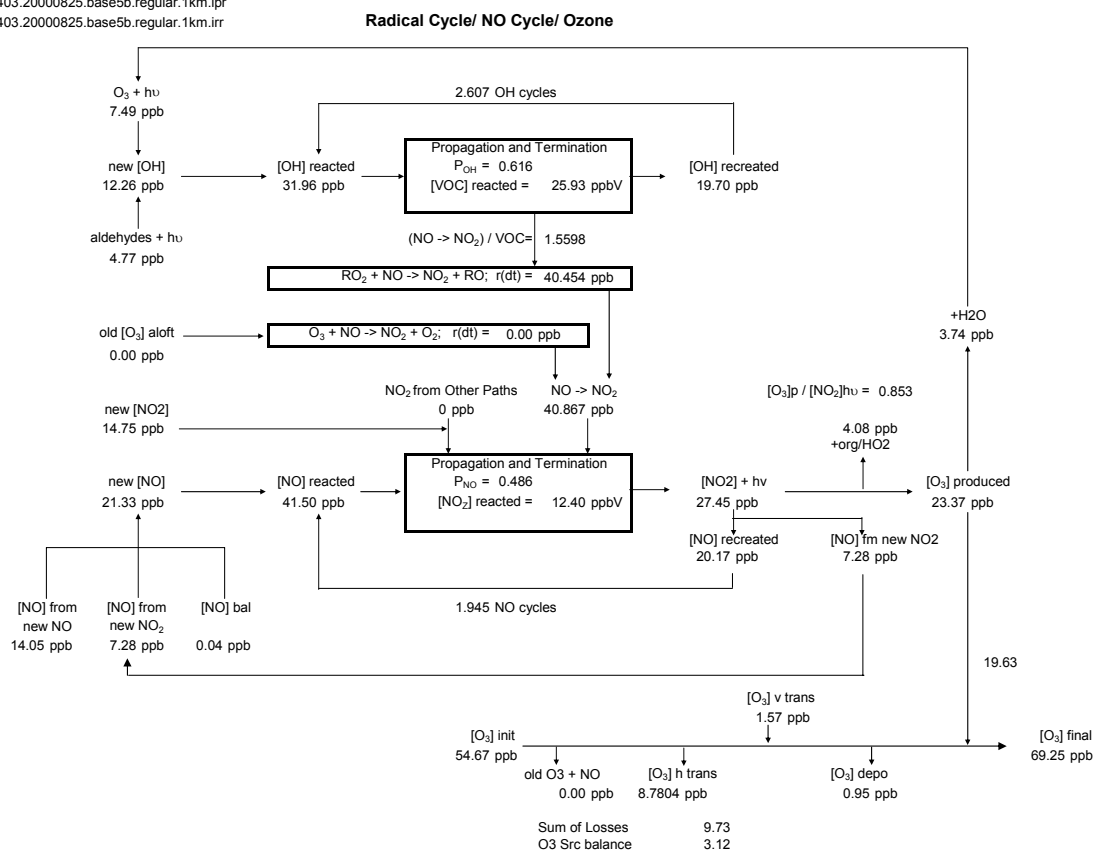 403.20000825.base5b.regular.1km.ipr
403.20000825.base5b.regular.1km.irr
Radical Cycle/ NO Cycle/ Ozone
O₃ + hυ
7.49 ppb
2.607 OH cycles
new [OH]
12.26 ppb
[OH] reacted
31.96 ppb
Propagation and Termination
P_OH = 0.616
[VOC] reacted = 25.93 ppbV
[OH] recreated
19.70 ppb
aldehydes + hυ
4.77 ppb
(NO -> NO₂) / VOC= 1.5598
RO₂ + NO -> NO₂ + RO; r(dt) = 40.454 ppb
old [O₃] aloft
0.00 ppb
O₃ + NO -> NO₂ + O₂; r(dt) = 0.00 ppb
+H2O
3.74 ppb
NO₂ from Other Paths
0 ppb
NO -> NO₂
40.867 ppb
[O₃]p / [NO₂]hυ = 0.853
new [NO2]
14.75 ppb
4.08 ppb
+org/HO2
new [NO]
21.33 ppb
[NO] reacted
41.50 ppb
Propagation and Termination
P_NO = 0.486
[NO_Z] reacted = 12.40 ppbV
[NO2] + hv
27.45 ppb
[O₃] produced
23.37 ppb
[NO] recreated
20.17 ppb
[NO] fm new NO2
7.28 ppb
1.945 NO cycles
[NO] from
new NO
14.05 ppb
[NO] from
new NO₂
7.28 ppb
[NO] bal
0.04 ppb
19.63
[O₃] v trans
1.57 ppb
[O₃] init
54.67 ppb
[O₃] final
69.25 ppb
old O3 + NO
0.00 ppb
[O₃] h trans
8.7804 ppb
[O₃] depo
0.95 ppb
Sum of Losses 9.73
O3 Src balance 3.12